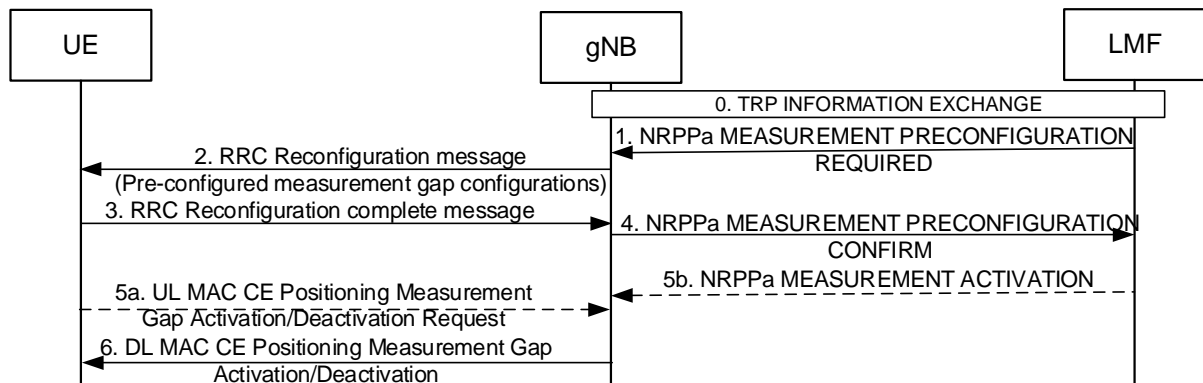 UE
gNB
LMF
0. TRP INFORMATION EXCHANGE
1. NRPPa MEASUREMENT PRECONFIGURATION
REQUIRED
2. RRC Reconfiguration message
(Pre-configured measurement gap configurations)
3. RRC Reconfiguration complete message
4. NRPPa MEASUREMENT PRECONFIGURATION
CONFIRM
5a. UL MAC CE Positioning Measurement
Gap Activation/Deactivation Request
5b. NRPPa MEASUREMENT ACTIVATION
6. DL MAC CE Positioning Measurement Gap
Activation/Deactivation